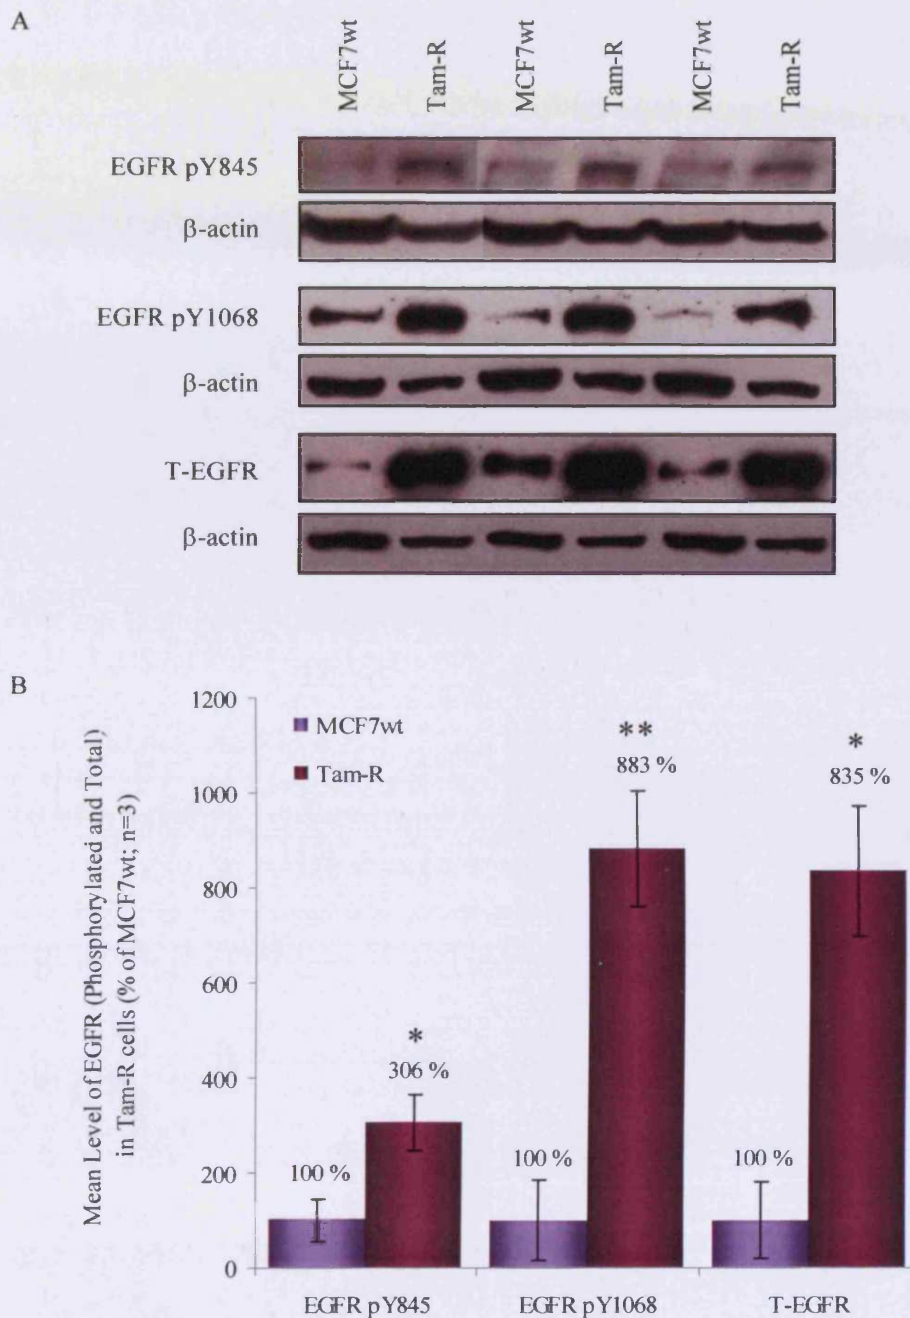 A
MCF7wt Tam-R MCF7wt Tam-R MCF7wt Tam-R
EGFR pY845
β-actin
EGFR pY1068
β-actin
T-EGFR
β-actin
B
Mean Level of EGFR (Phosphorylated and Total)
in Tam-R cells (% of MCF7wt; n=3)
1200
1000
800
600
400
200
0
MCF7wt
Tam-R
100 %
*
306 %
100 %
**
883 %
100 %
*
835 %
EGFR pY845 EGFR pY1068 T-EGFR